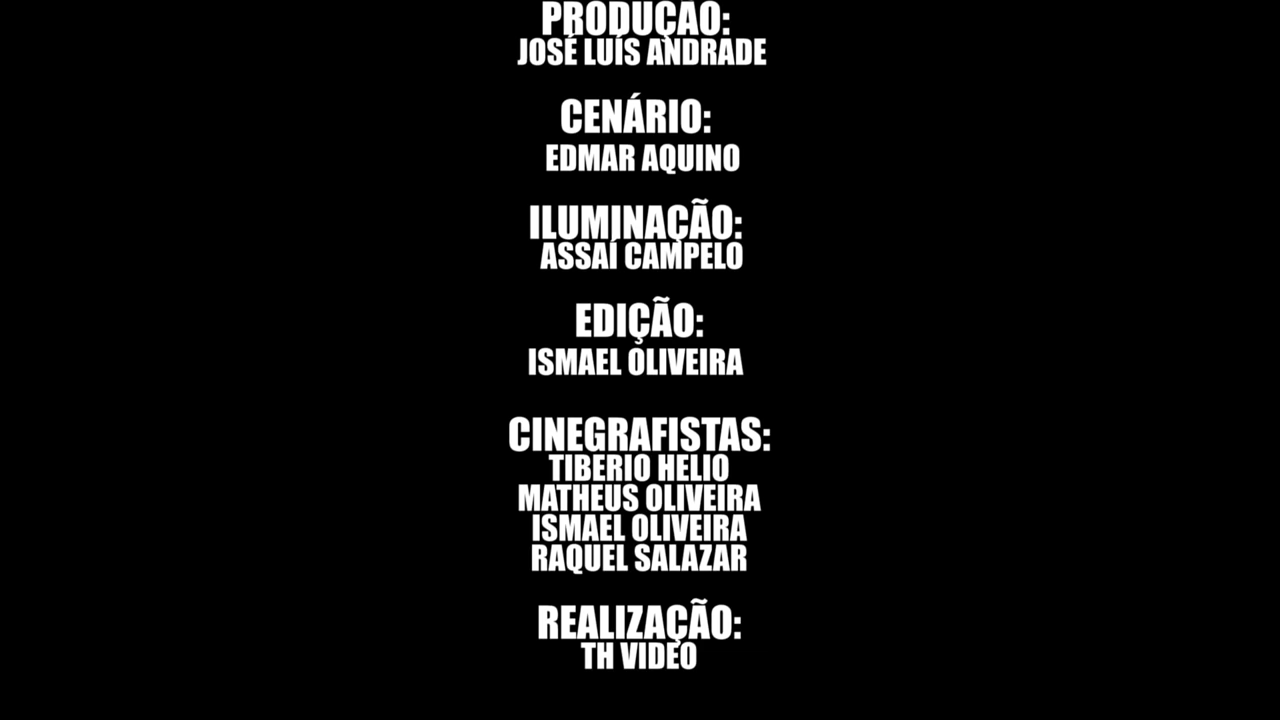 PRODUÇÃO:
JOSÉ LUÍS ANDRADE
CENÁRIO:
EDMAR AQUINO
ILUMINAÇÃO:
ASSAÍ CAMPELO
EDIÇÃO:
ISMAEL OLIVEIRA
CINEGRAFISTAS:
TIBERIO HELIO
MATHEUS OLIVEIRA
ISMAEL OLIVEIRA
RAQUEL SALAZAR
REALIZAÇÃO:
TH VIDEO